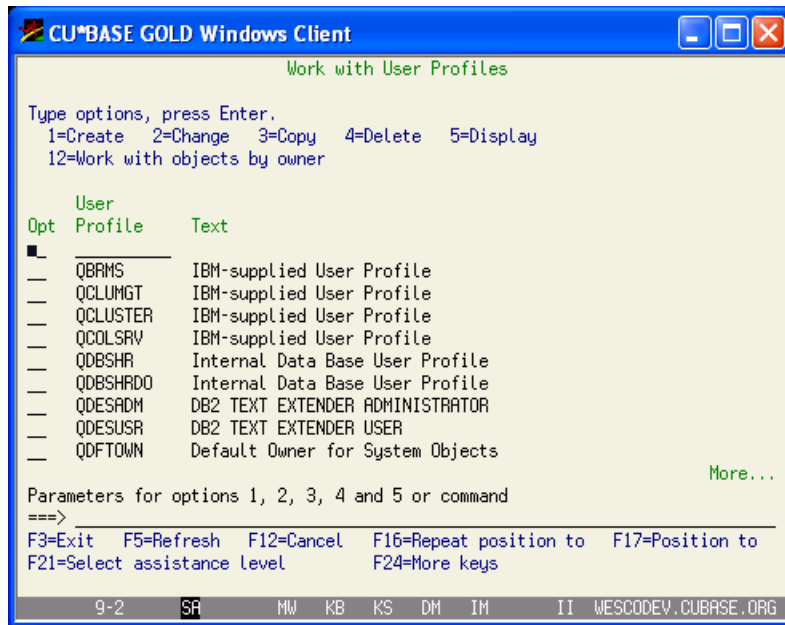 CU*BASE GOLD Windows Client
Work with User Profiles
Type options, press Enter.
1=Create 2=Change 3=Copy 4=Delete 5=Display
12=Work with objects by owner
User
Opt Profile Text
QBRMS IBM-supplied User Profile
QCLUMGT IBM-supplied User Profile
QCLUSTER IBM-supplied User Profile
QCOLSRV IBM-supplied User Profile
QDBSHR Internal Data Base User Profile
QDBSHRDO Internal Data Base User Profile
QDESADM DB2 TEXT EXTENDER ADMINISTRATOR
QDESUSR DB2 TEXT EXTENDER USER
QDFTOWN Default Owner for System Objects
More...
Parameters for options 1, 2, 3, 4 and 5 or command
===>
F3=Exit F5=Refresh F12=Cancel F16=Repeat position to F17=Position to
F21=Select assistance level F24=More keys
9-2 SA MW KB KS DM IM II WESCODEV.CUBASE.ORG